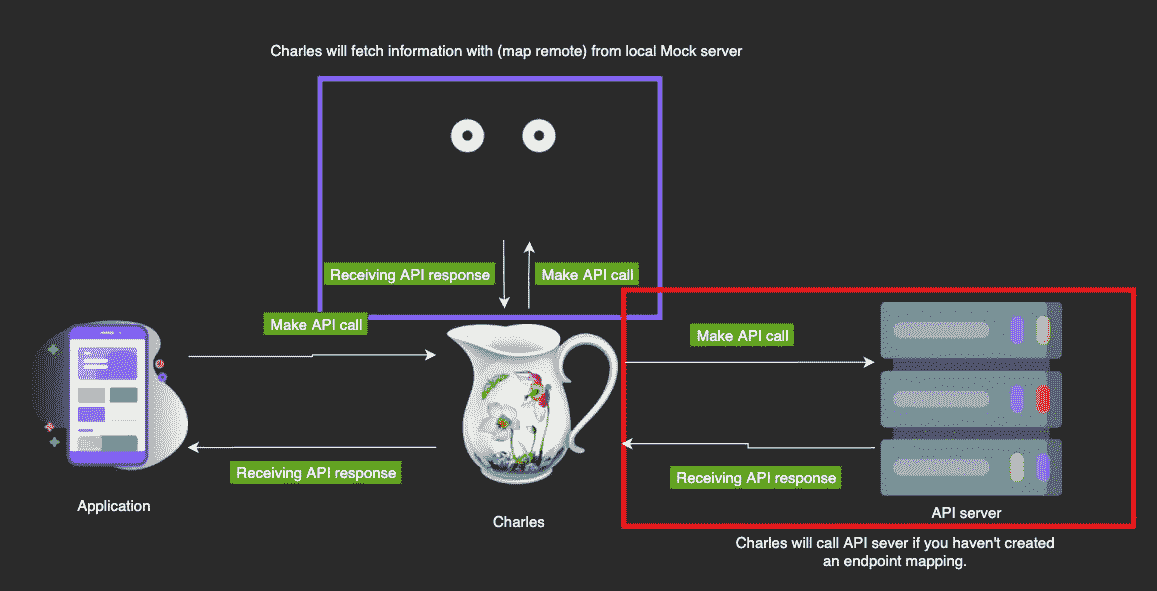 Charles will fetch information with (map remote) from local Mock server
Receiving API response
Make API call
Make API call
Make API call
Receiving API response
Receiving API response
Application
Charles
API server
Charles will call API sever if you haven't created
an endpoint mapping.